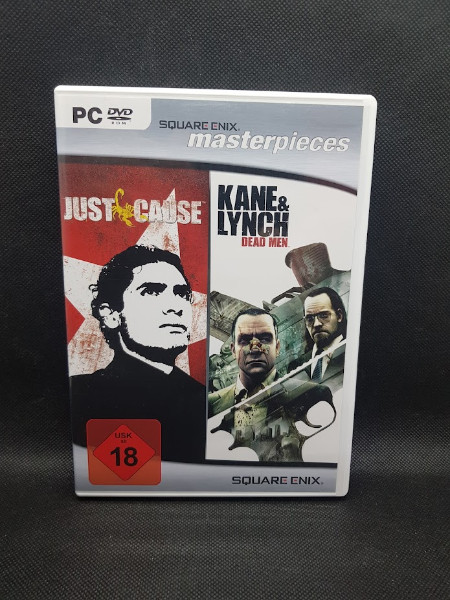 PC DVD
ROM
SQUARE ENIX.
masterpieces
JUST CAUSE
KANE &
LYNCH
DEAD MEN
USK
ab
18
SQUARE ENIX.